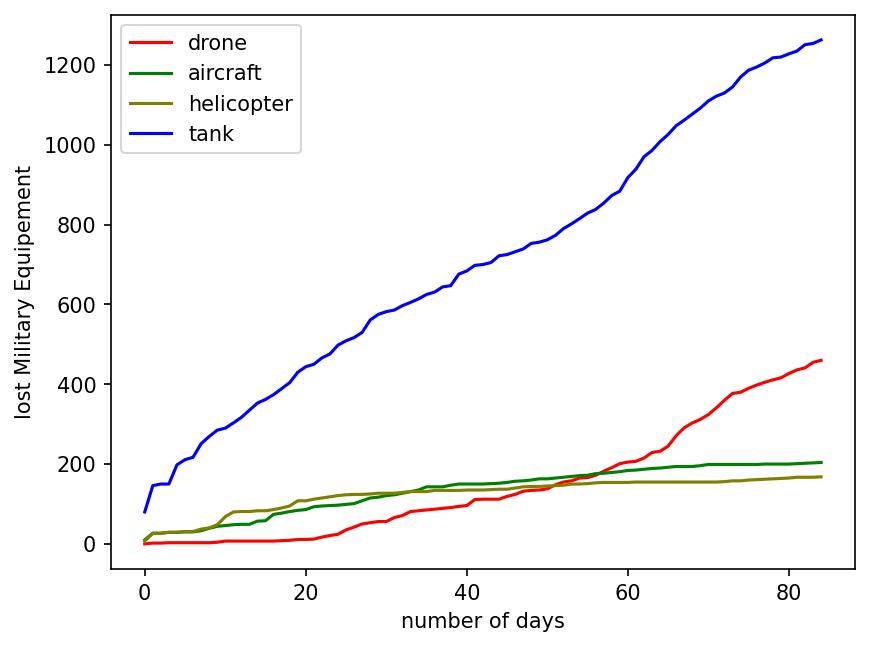 drone
aircraft
helicopter
tank
1200
1000
800
600
400
200
0
lost Military Equipement
0 20 40 60 80
number of days